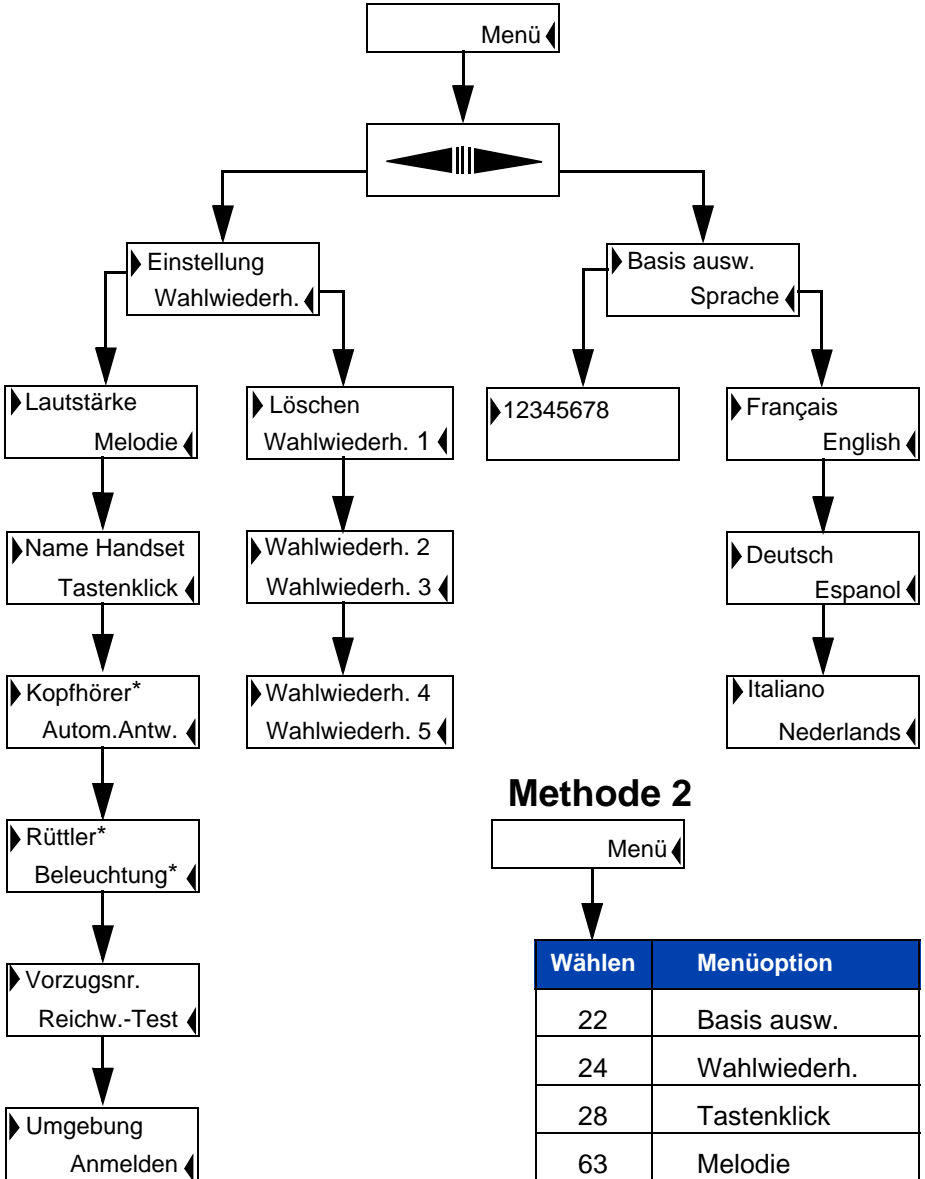 Menü
Einstellung
Wahlwiederh.
Basis ausw.
Sprache
Lautstärke
Melodie
Löschen
Wahlwiederh. 1
12345678
Français
English
Name Handset
Tastenklick
Wahlwiederh. 2
Wahlwiederh. 3
Deutsch
Espanol
Kopfhörer*
Autom.Antw.
Wahlwiederh. 4
Wahlwiederh. 5
Italiano
Nederlands
Rüttler*
Beleuchtung*
Vorzugsnr.
Reichw.-Test
Umgebung
Anmelden
Methode 2
Menü
Wählen Menüoption
22 Basis ausw.
24 Wahlwiederh.
28 Tastenklick
63 Melodie